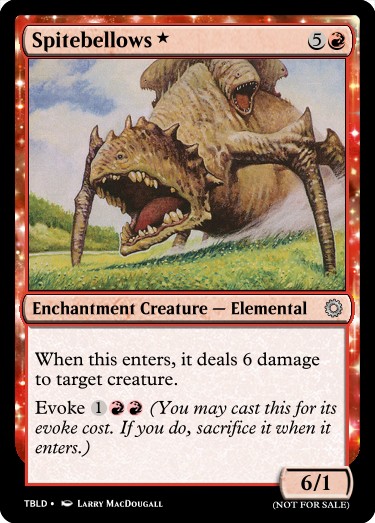 Spitebellows ★ 5
Enchantment Creature — Elemental
When this enters, it deals 6 damage
to target creature.
Evoke 1 (You may cast this for its
evoke cost. If you do, sacrifice it when it
enters.)
6/1
TBLD • Larry MacDougall
(NOT FOR SALE)